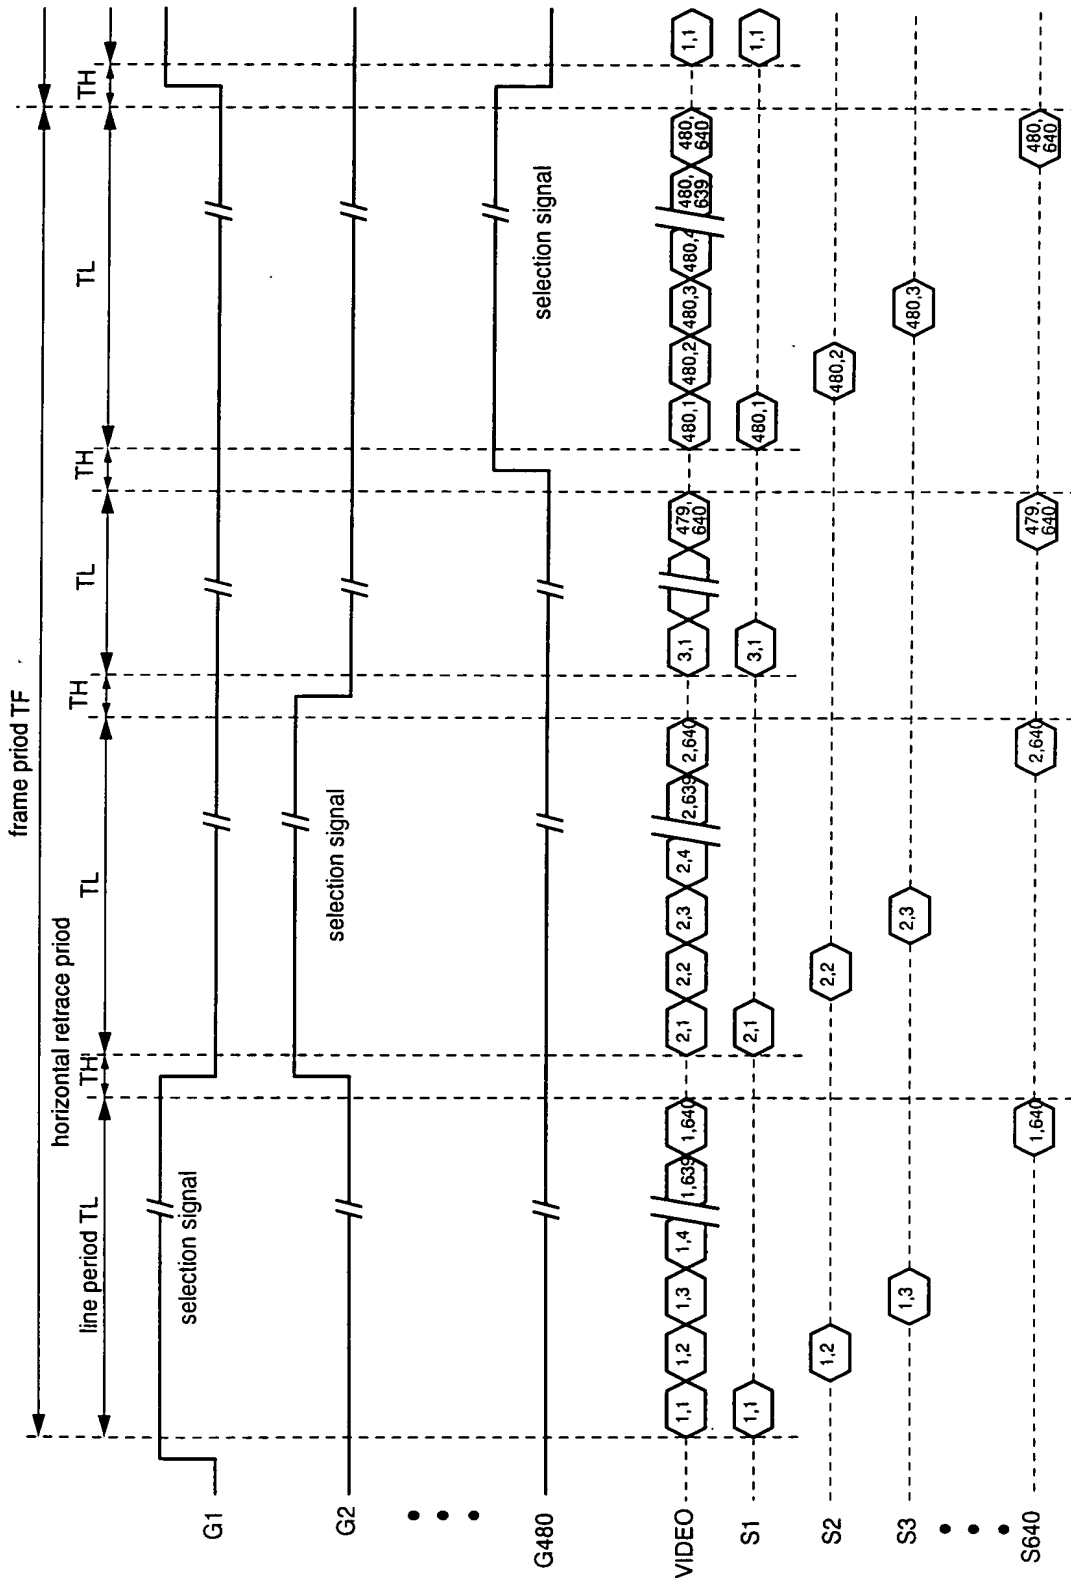 frame priod TF
horizontal retrace priod
line period TL
TH
TL
TH
TL
TH
TL
TH
G1
selection signal
G2
selection signal
G480
selection signal
VIDEO
1,1
1,2
1,3
1,4
1,639
1,640
2,1
2,2
2,3
2,4
2,639
2,640
3,1
479,
640
480,1
480,2
480,3
480,4
480,
639
480,
640
1,1
S1
1,1
2,1
3,1
480,1
1,1
S2
1,2
2,2
480,2
S3
1,3
2,3
480,3
S640
1,640
2,640
479,
640
480,
640